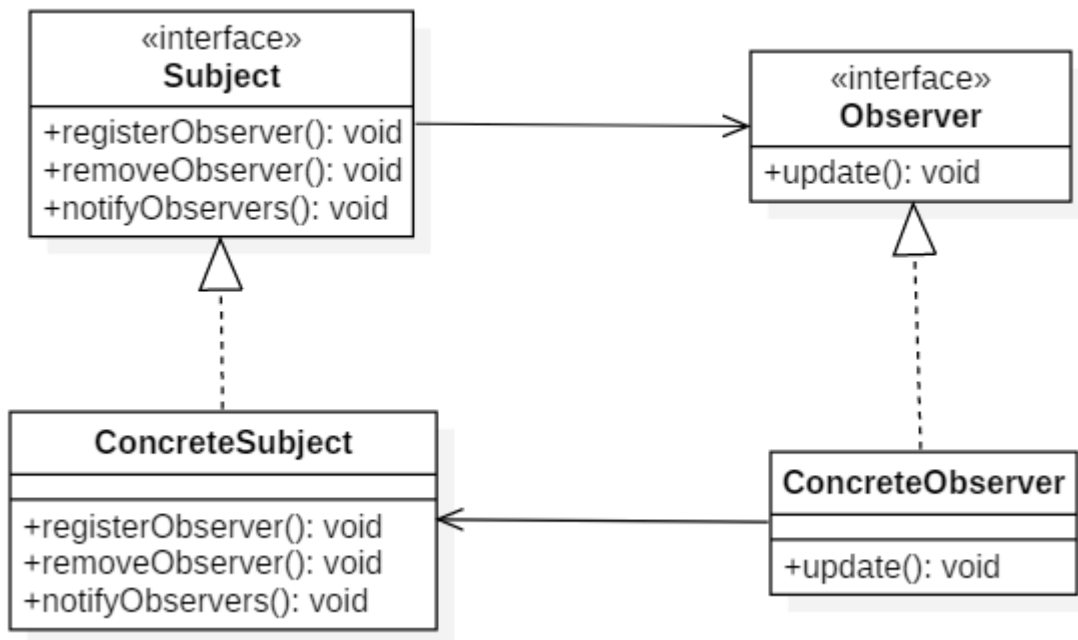 «interface»
Subject
+registerObserver(): void
+removeObserver(): void
+notifyObservers(): void
«interface»
Observer
+update(): void
ConcreteSubject
+registerObserver(): void
+removeObserver(): void
+notifyObservers(): void
ConcreteObserver
+update(): void